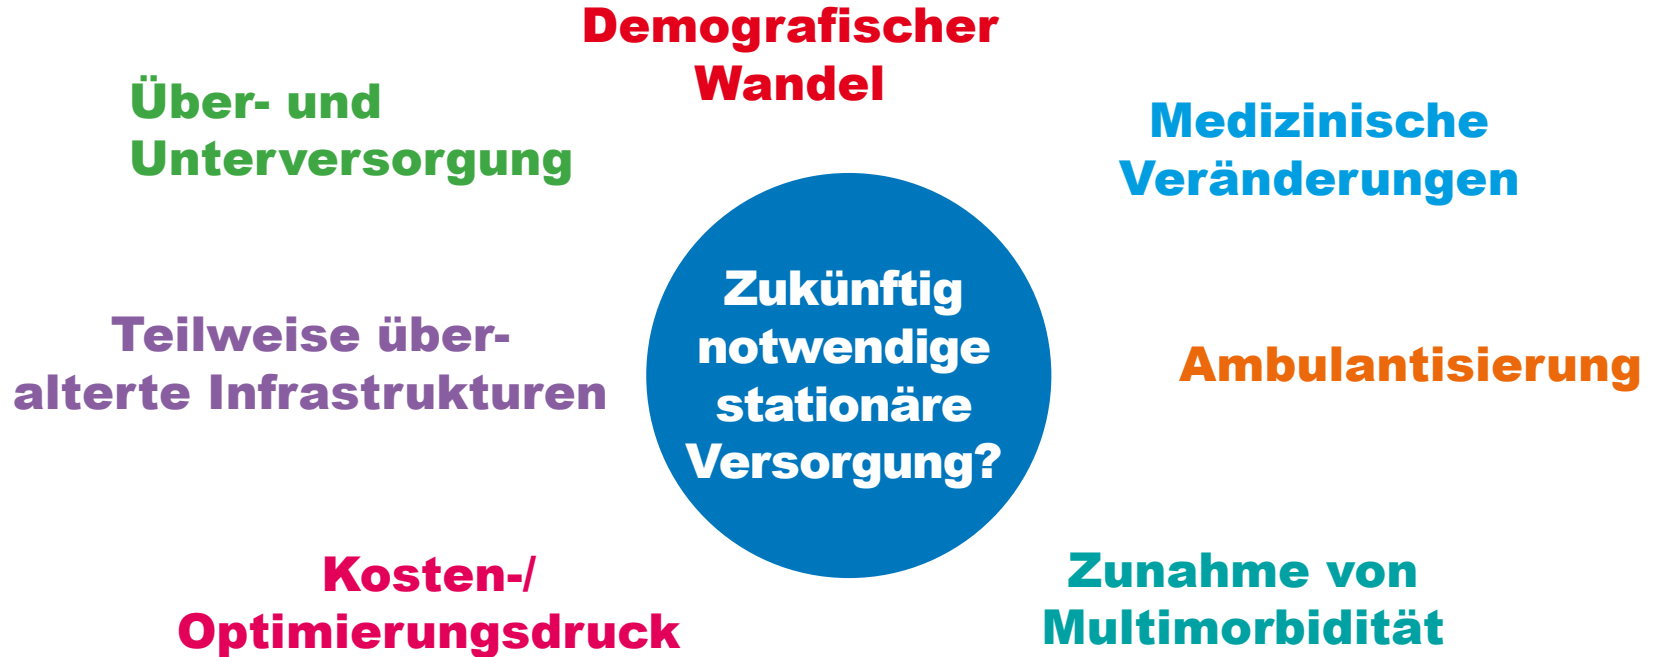 Demografischer
Wandel
Über- und
Unterversorgung
Medizinische
Veränderungen
Zukünftig
notwendige
stationäre
Versorgung?
Teilweise über-
alterte Infrastrukturen
Ambulantisierung
Kosten-/
Optimierungsdruck
Zunahme von
Multimorbidität